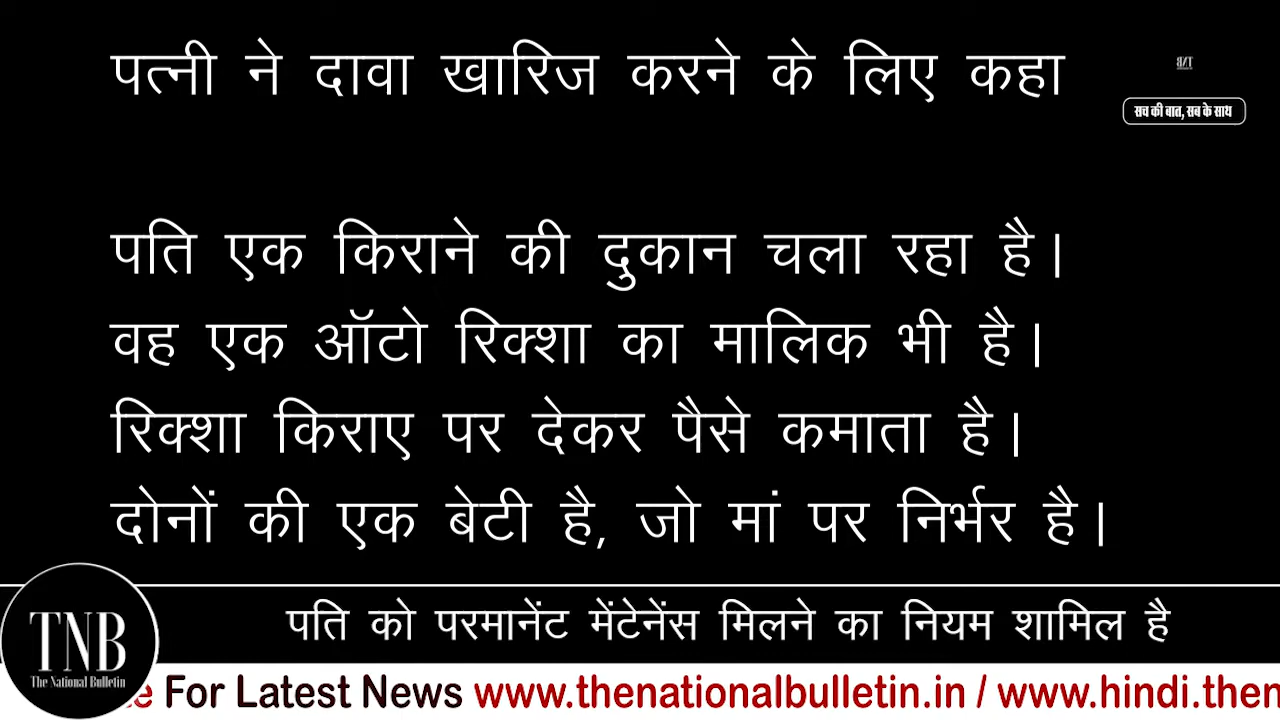 पत्नी ने दावा खारिज करने के लिए कहा
सच की बात, सब के साथ
पति एक किराने की दुकान चला रहा है।
वह एक ऑटो रिक्शा का मालिक भी है।
रिक्शा किराए पर देकर पैसे कमाता है।
दोनों की एक बेटी है, जो मां पर निर्भर है।
पति को परमानेंट मेंटेनेंस मिलने का नियम शामिल है
TNB
The National Bulletin
For Latest News www.thenationalbulletin.in / www.hindi.then